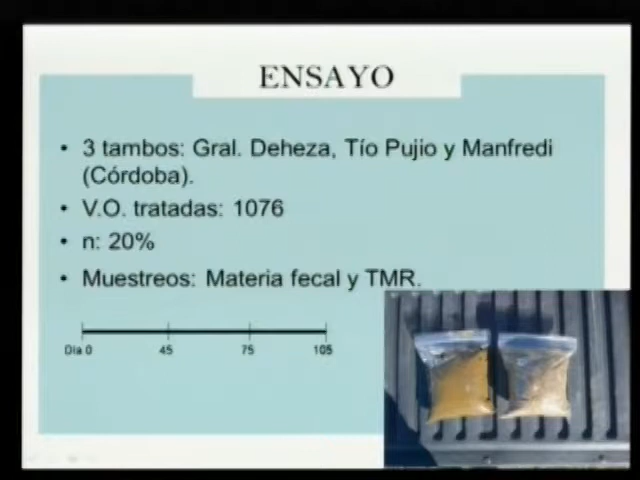 ENSAYO
• 3 tambos: Gral. Deheza, Tío Pujio y Manfredi
(Córdoba).
• V.O. tratadas: 1076
• n: 20%
• Muestreos: Materia fecal y TMR.
Día 0 45 75 105